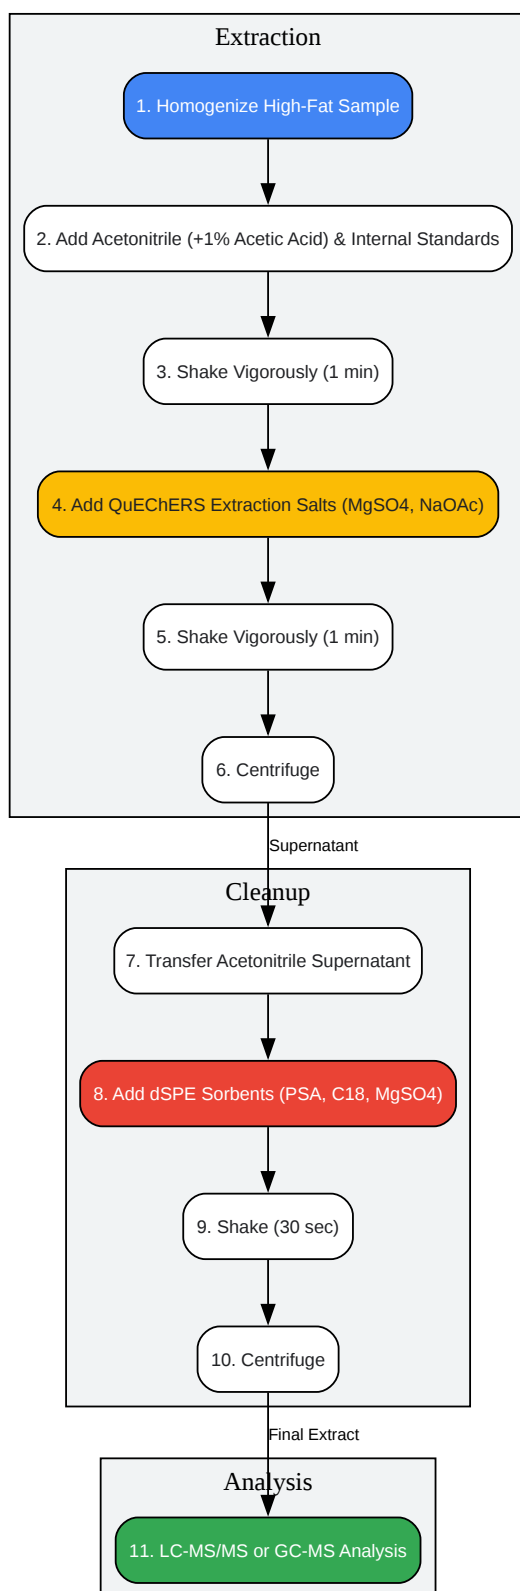 Extraction
1. Homogenize High-Fat Sample
2. Add Acetonitrile (+1% Acetic Acid) & Internal Standards
3. Shake Vigorously (1 min)
4. Add QuEChERS Extraction Salts (MgSO4, NaOAc)
5. Shake Vigorously (1 min)
6. Centrifuge
Supernatant
Cleanup
7. Transfer Acetonitrile Supernatant
8. Add dSPE Sorbents (PSA, C18, MgSO4)
9. Shake (30 sec)
10. Centrifuge
Final Extract
Analysis
11. LC-MS/MS or GC-MS Analysis